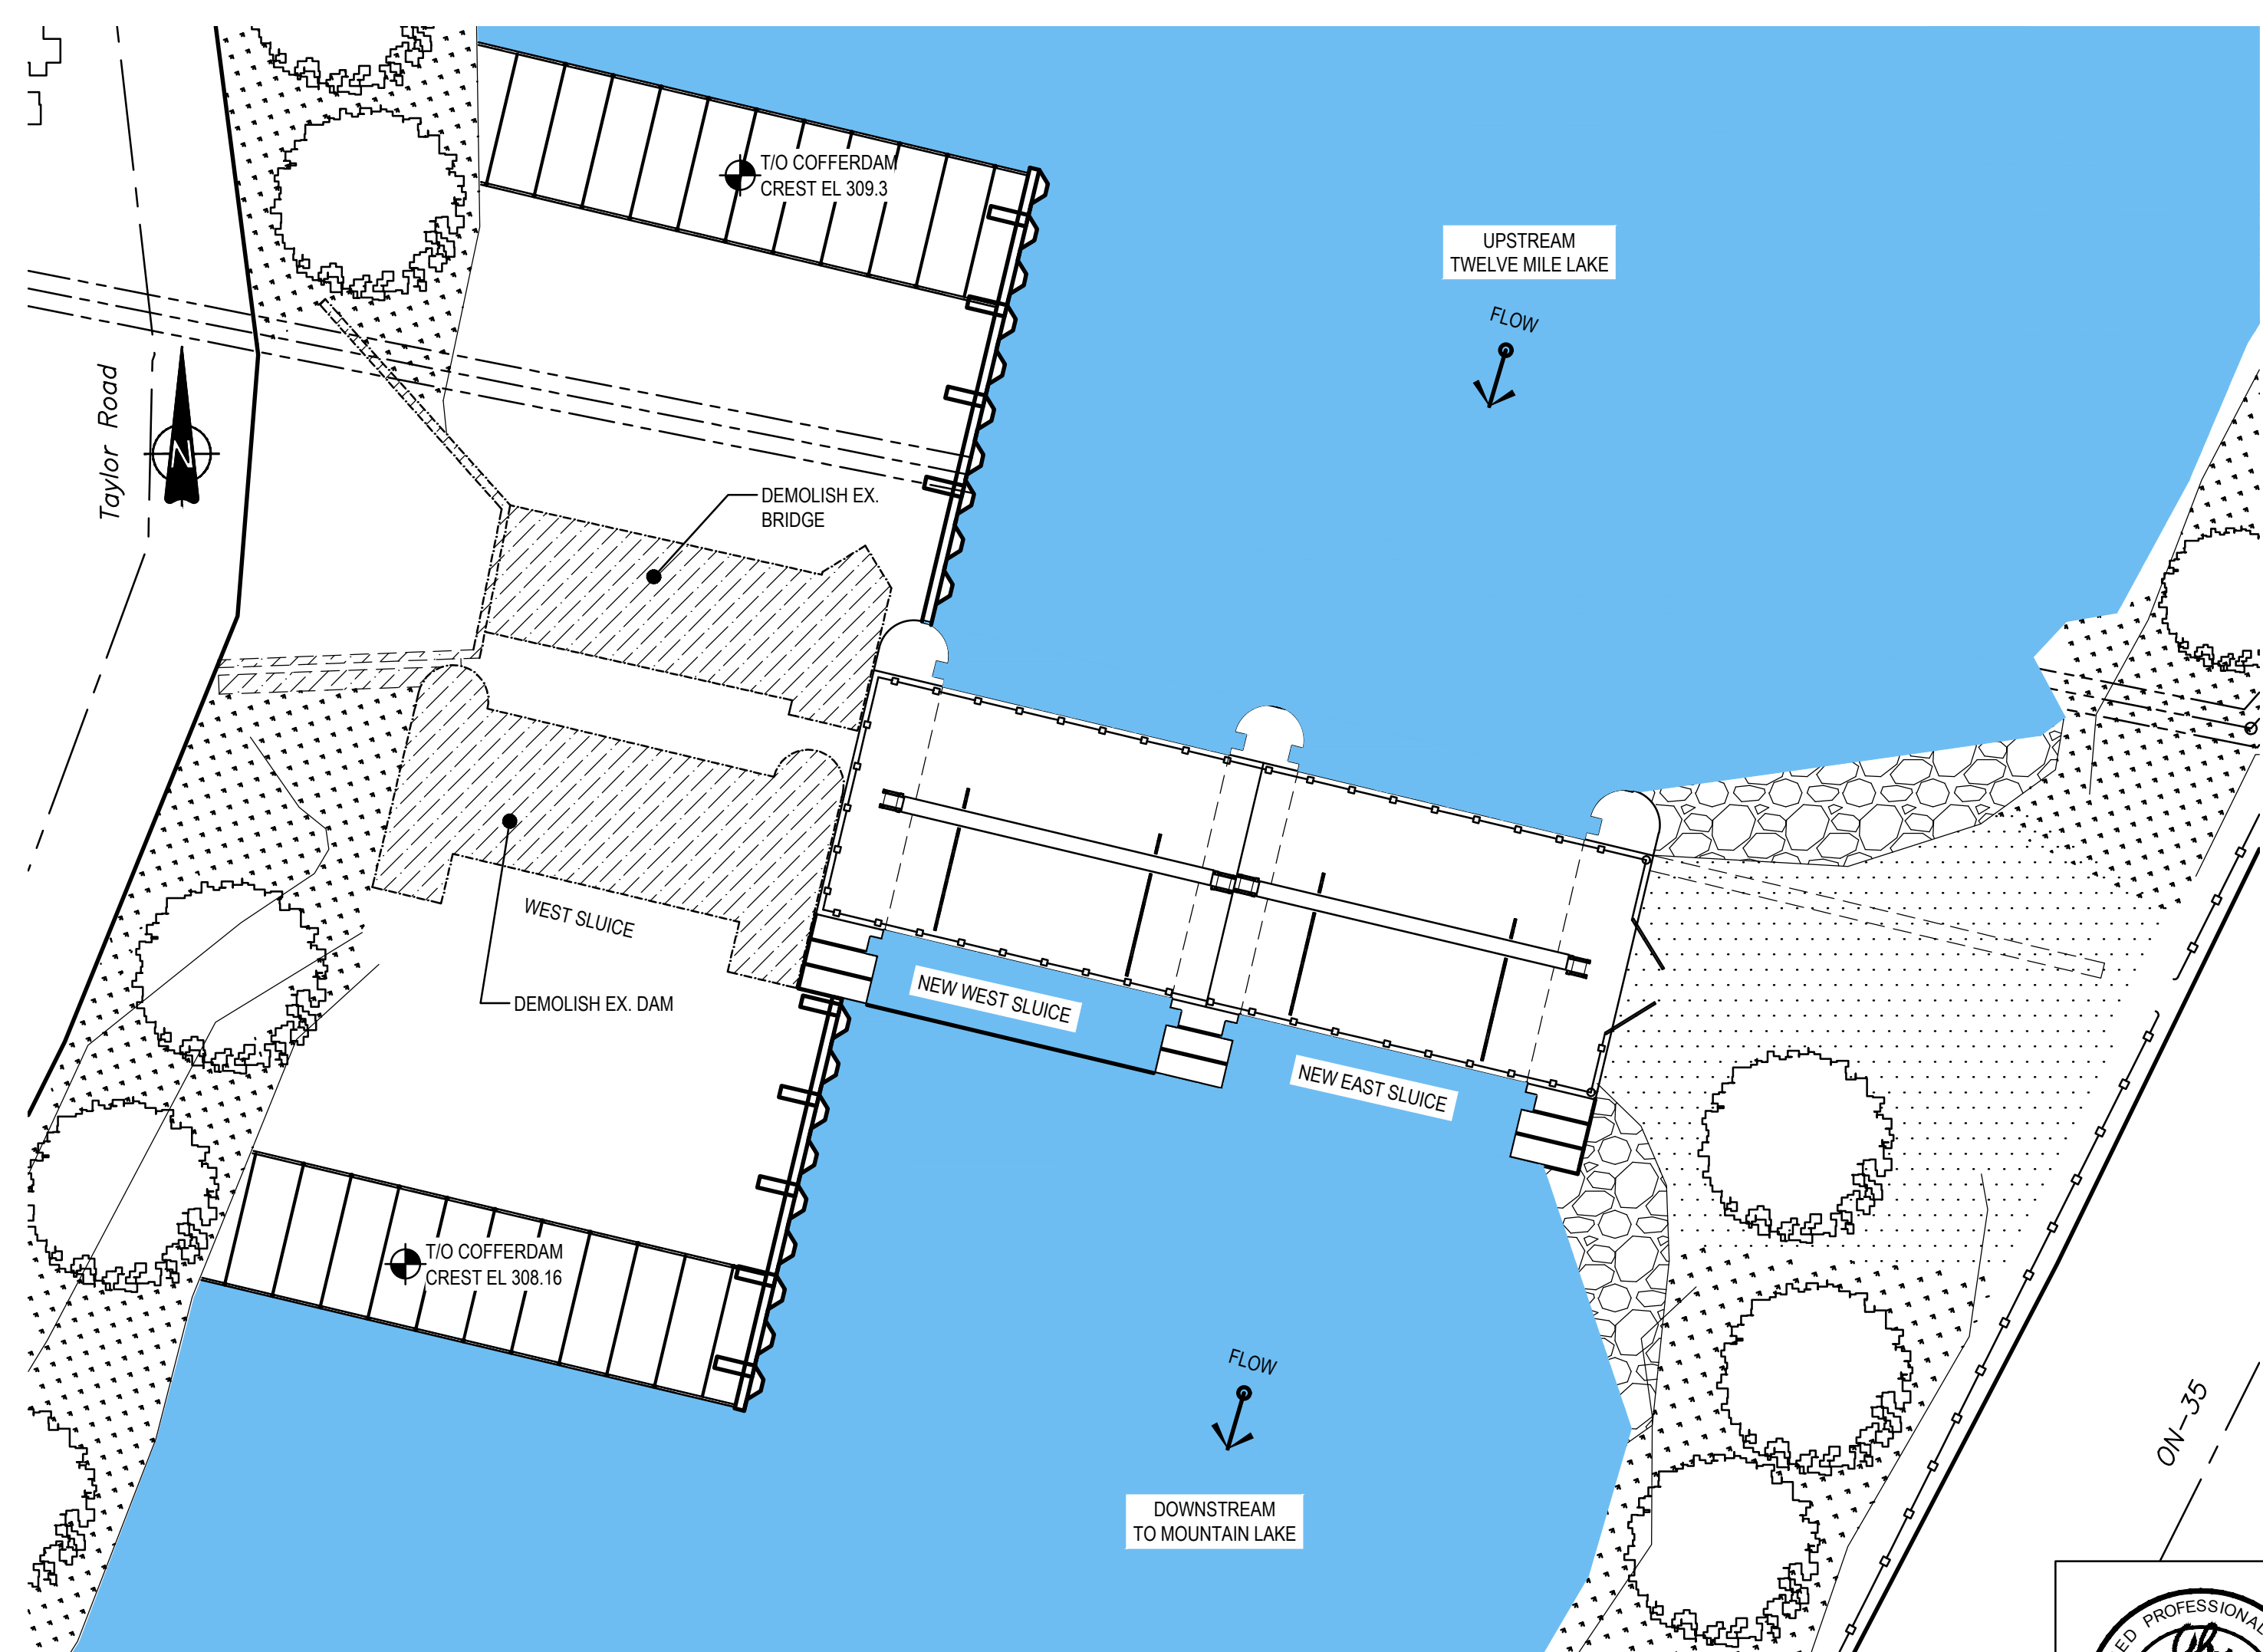 T/O COFFERDAM
CREST EL 309.3
UPSTREAM
TWELVE MILE LAKE
FLOW
Taylor Road
N
DEMOLISH EX.
BRIDGE
WEST SLUICE
DEMOLISH EX. DAM
NEW WEST SLUICE
NEW EAST SLUICE
T/O COFFERDAM
CREST EL 308.16
FLOW
DOWNSTREAM
TO MOUNTAIN LAKE
ON-35
PROFESSIONAL